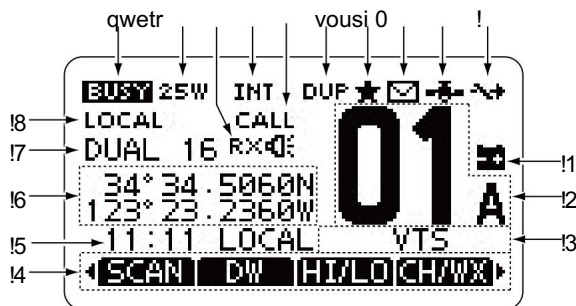 qwetr vousi 0 !
BUSY 25W INT DUP
!8 LOCAL CALL
!7 DUAL 16 RX 01
!1
!6 34° 34.5060N
123° 23.2360W A !2
!5 11:11 LOCAL VTS !3
!4 SCAN DW HI/LO CH/WX